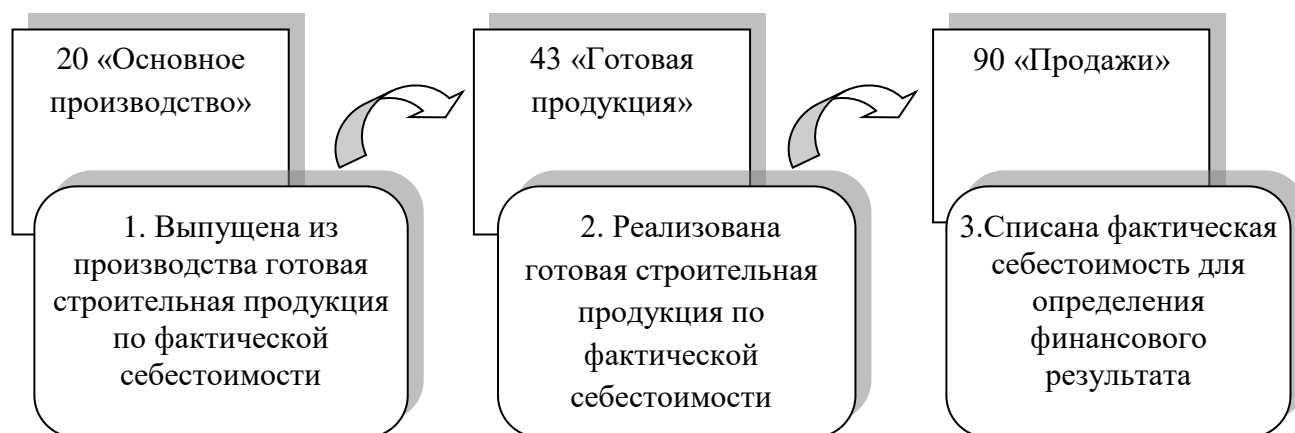 20 «Основное
производство»
1. Выпущена из
производства готовая
строительная продукция
по фактической
себестоимости
43 «Готовая
продукция»
2. Реализована
готовая строительная
продукция по
фактической
себестоимости
90 «Продажи»
3.Списана фактическая
себестоимость для
определения
финансового
результата